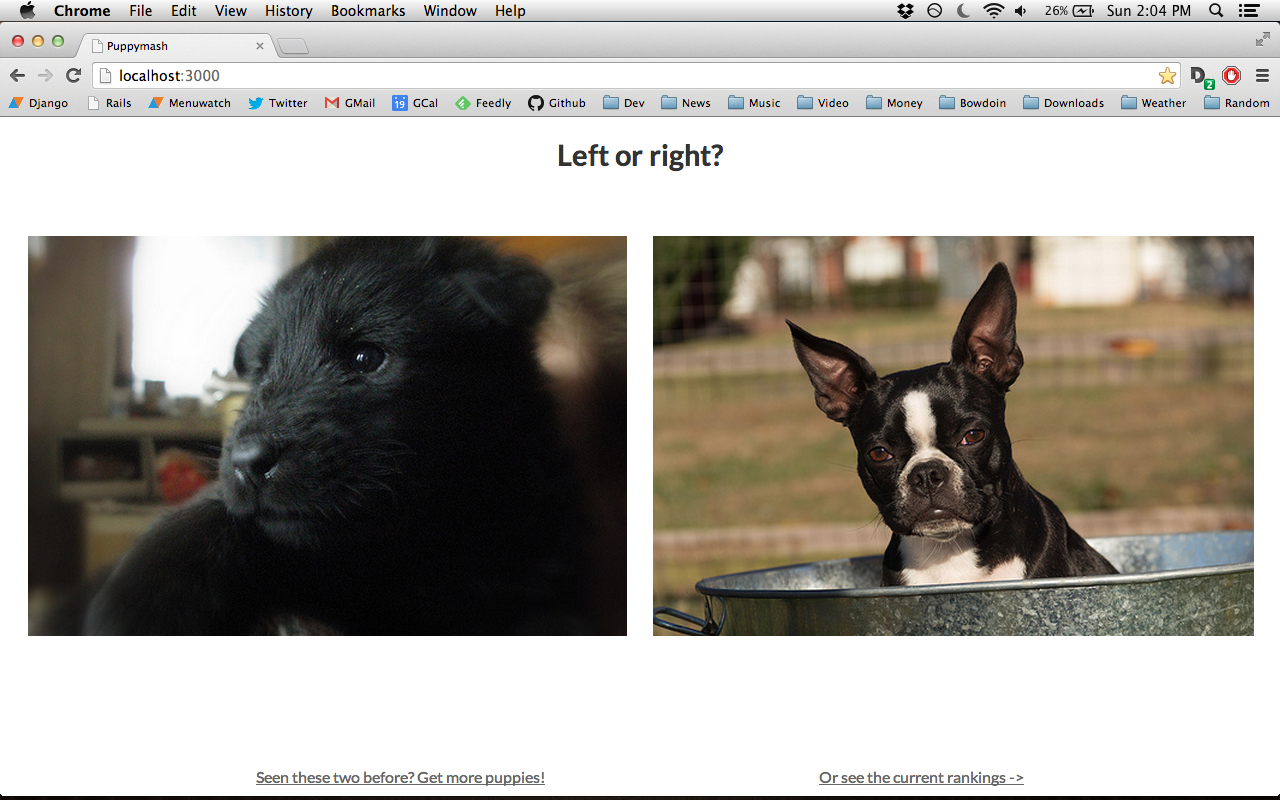 Chrome File Edit View History Bookmarks Window Help 26% Sun 2:04 PM
Puppymash
localhost:3000 D 2
Django Rails Menuwatch Twitter GMail 19 GCal Feedly Github Dev News Music Video Money Bowdoin Downloads Weather Random
Left or right?
Seen these two before? Get more puppies! Or see the current rankings ->